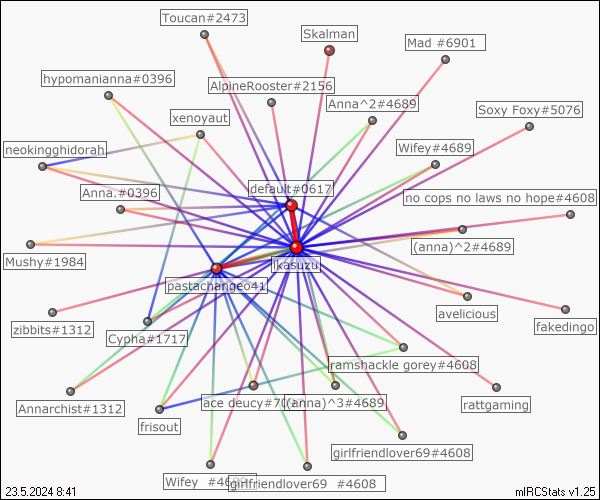 Toucan#2473
Skalman
Mad #6901
hypomanianna#0396
AlpineRooster#2156
Anna^2#4689
Soxy Foxy#5076
xenoyaut
neokingghidorah
Wifey#4689
default#0617
Anna.#0396
no cops no laws no hope#4608
(anna)^2#4689
Mushy#1984
ikasuzu
pastachangeo41
avelicious
zibbits#1312
fakedingo
Cypha#1717
ramshackle gorey#4608
rattgaming
Annarchist#1312
ace deucy#70
(anna)^3#4689
frisout
girlfriendlover69#4608
Wifey
girlfriendlover69 #4608
23.5.2024 8:41
mIRCStats v1.25